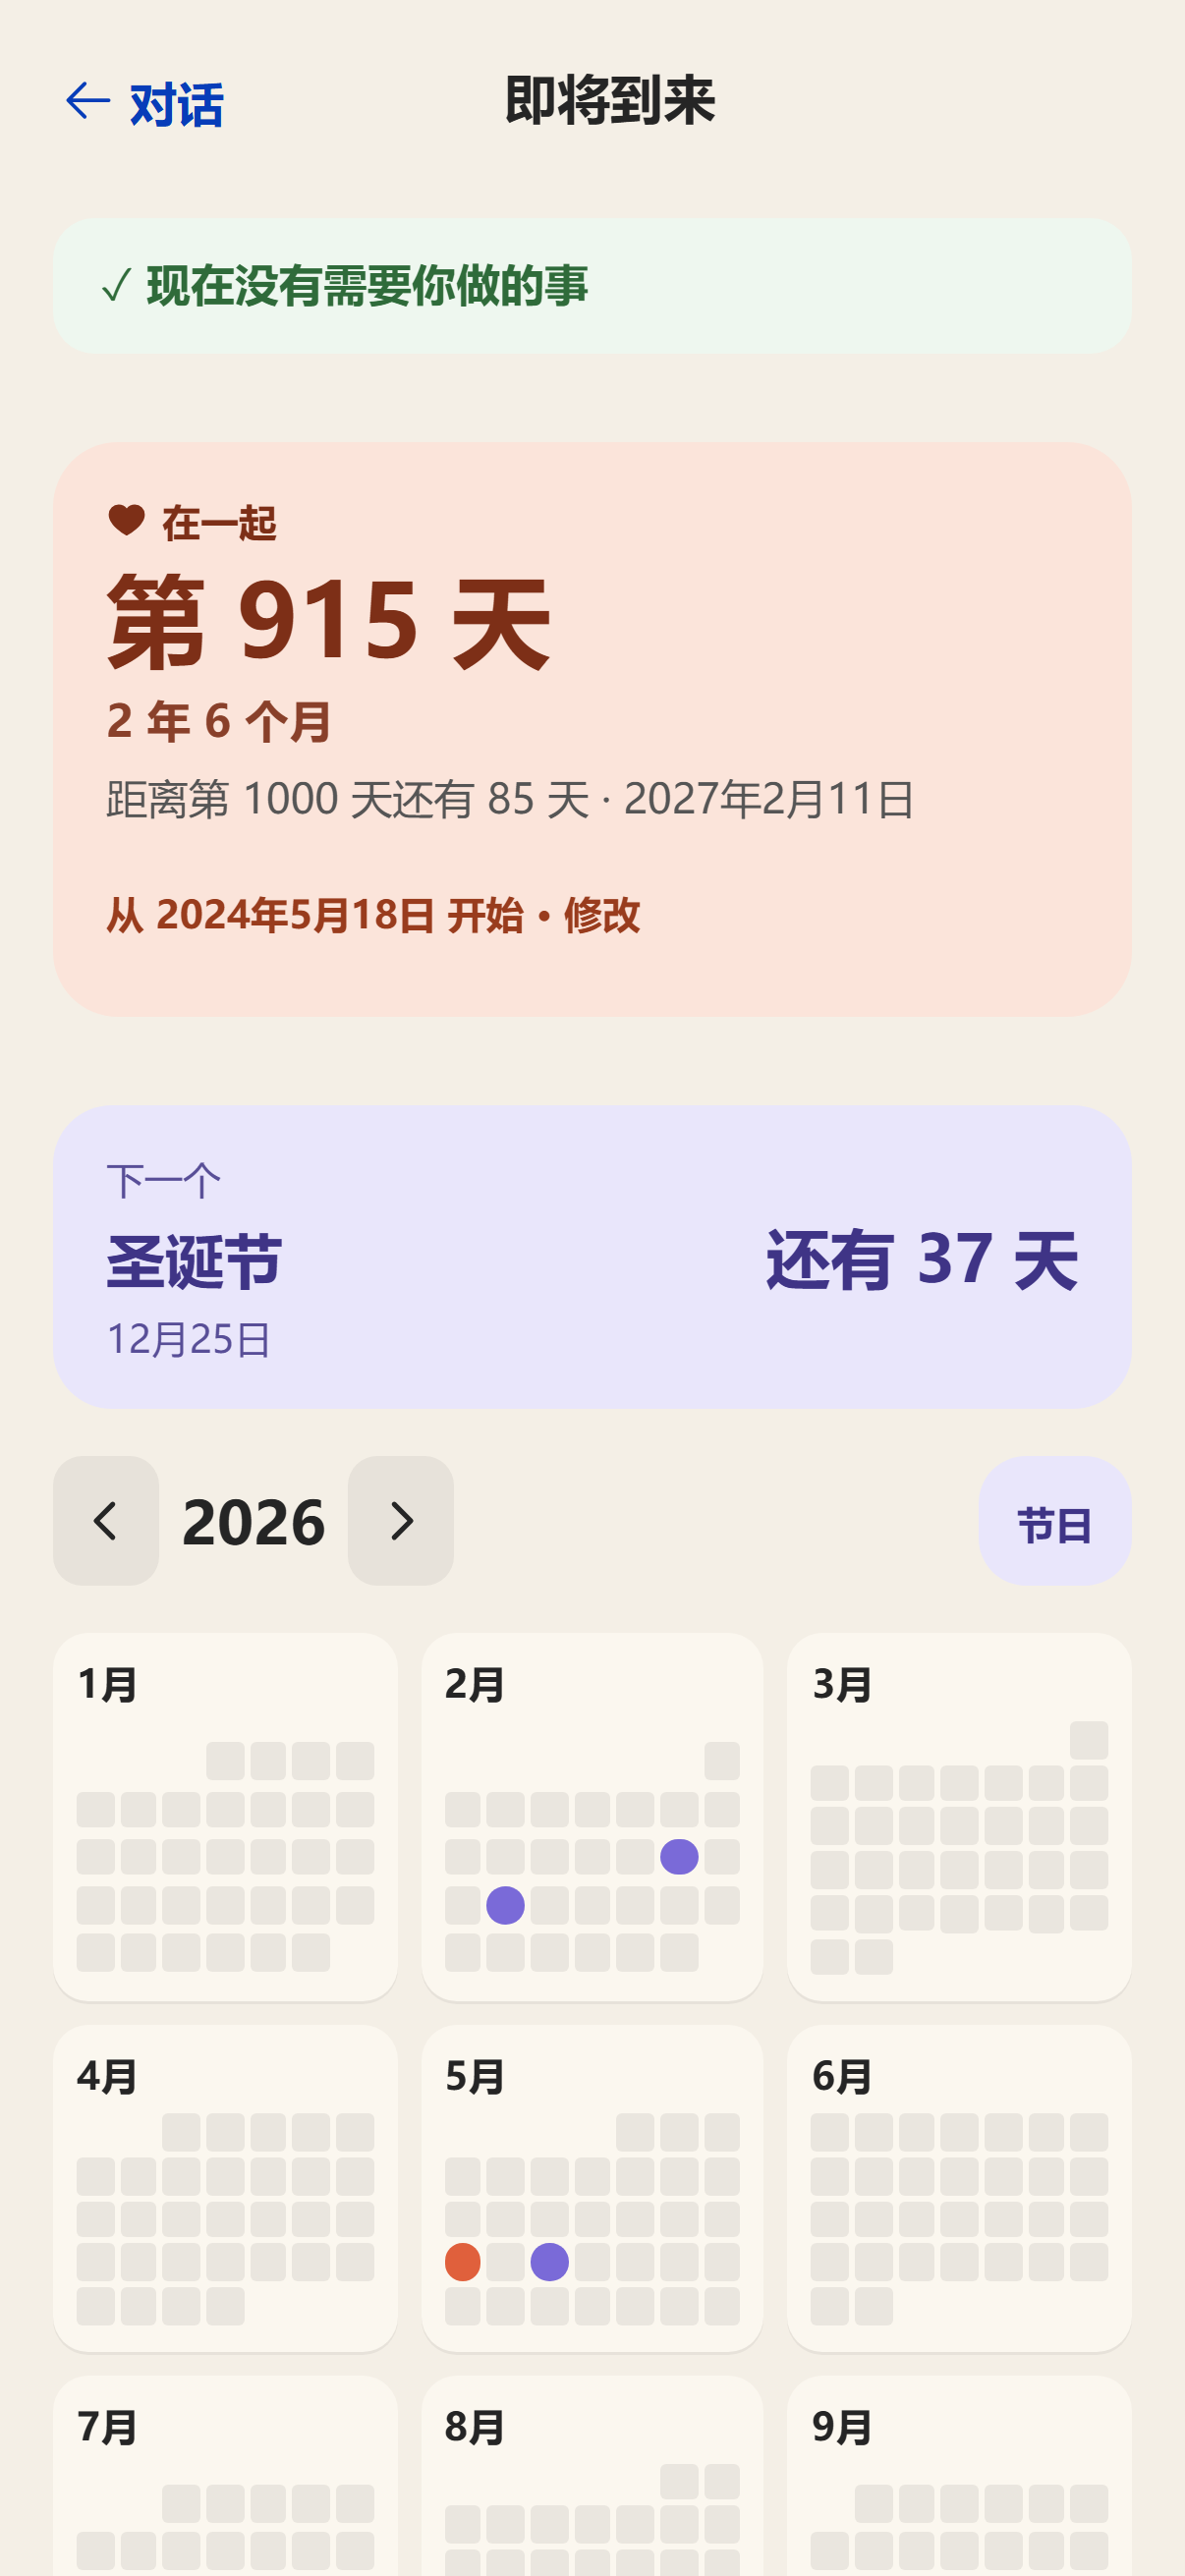 ← 对话
即将到来
✓ 现在没有需要你做的事
♥ 在一起
第 915 天
2 年 6 个月
距离第 1000 天还有 85 天 · 2027年2月11日
从 2024年5月18日 开始 • 修改
下一个
圣诞节
还有 37 天
12月25日
2026
节日
1月
2月
3月
4月
5月
6月
7月
8月
9月